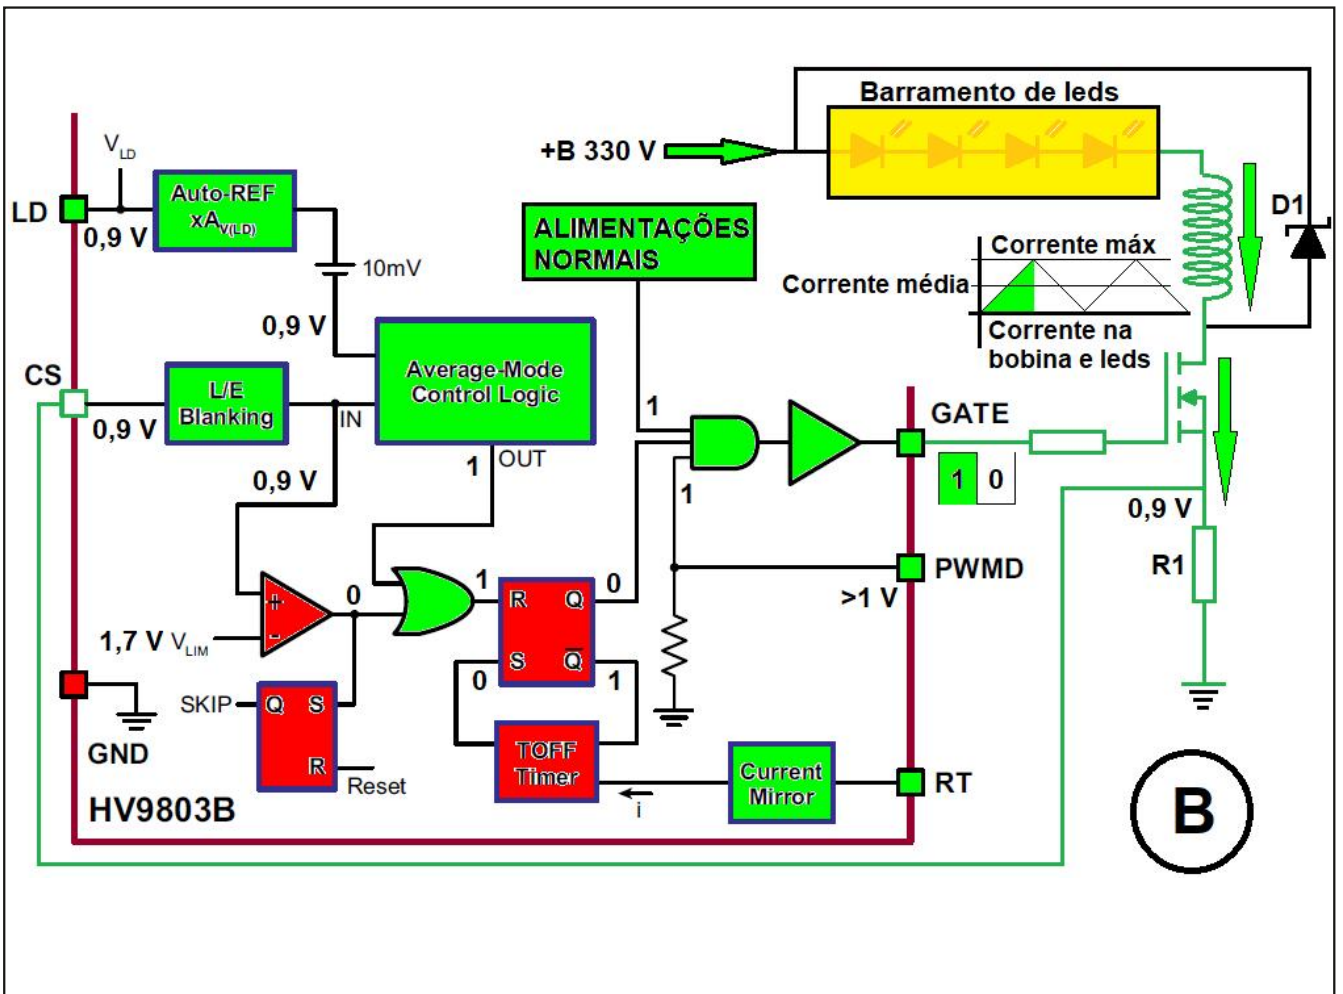 Barramento de leds
+B 330 V
V_LD
LD
Auto-REF
xA_V(LD)
0,9 V
10mV
ALIMENTAÇÕES
NORMAIS
D1
Corrente máx
Corrente média
Corrente na
bobina e leds
0,9 V
CS
L/E
Blanking
Average-Mode
Control Logic
0,9 V
IN
1
GATE
OUT
1
0,9 V
1
1 0
0,9 V
PWMD
>1 V
R1
0
1
R Q
0
+
-
1,7 V V_LIM
S Q̅
0
1
SKIP
Q S
R
Reset
GND
TOFF
Timer
i
Current
Mirror
RT
HV9803B
B